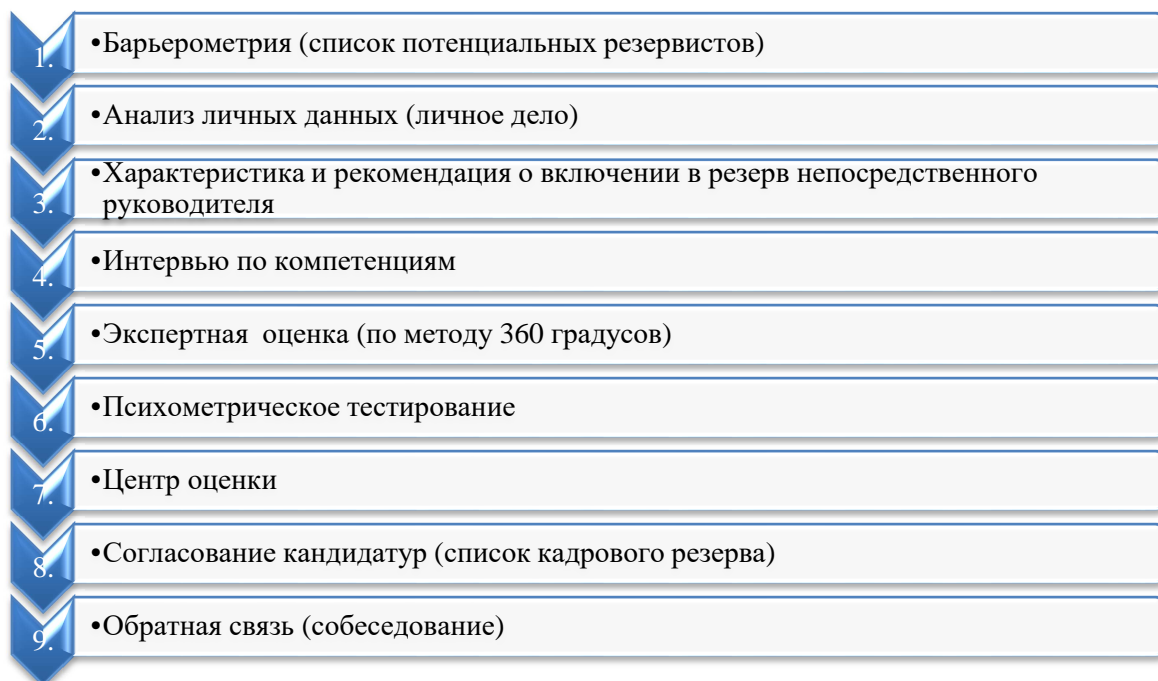 1. •Барьерометрия (список потенциальных резервистов)
2. •Анализ личных данных (личное дело)
3. •Характеристика и рекомендация о включении в резерв непосредственного
руководителя
4. •Интервью по компетенциям
5. •Экспертная оценка (по методу 360 градусов)
6. •Психометрическое тестирование
7. •Центр оценки
8. •Согласование кандидатур (список кадрового резерва)
9. •Обратная связь (собеседование)